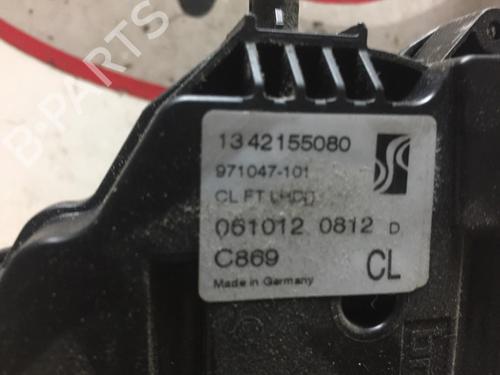 B-PARTS
13 42155080
971047-101
CL FT LHDD
061012 0812 D
C869
CL
Made in Germany